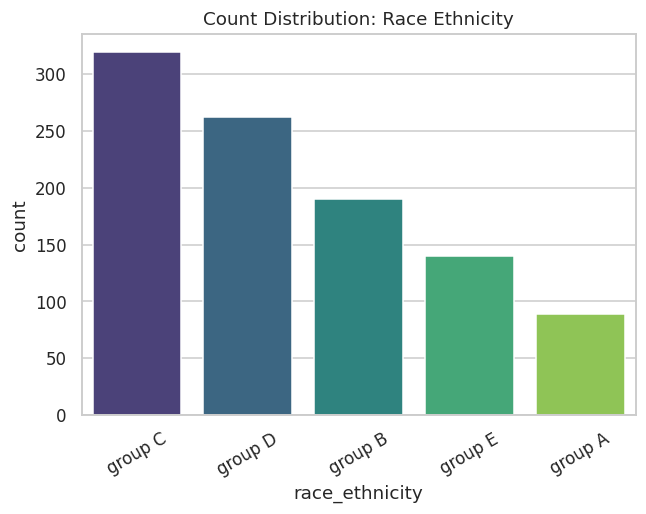 Count Distribution: Race Ethnicity
count
300
250
200
150
100
50
0
group C
group D
group B
group E
group A
race_ethnicity